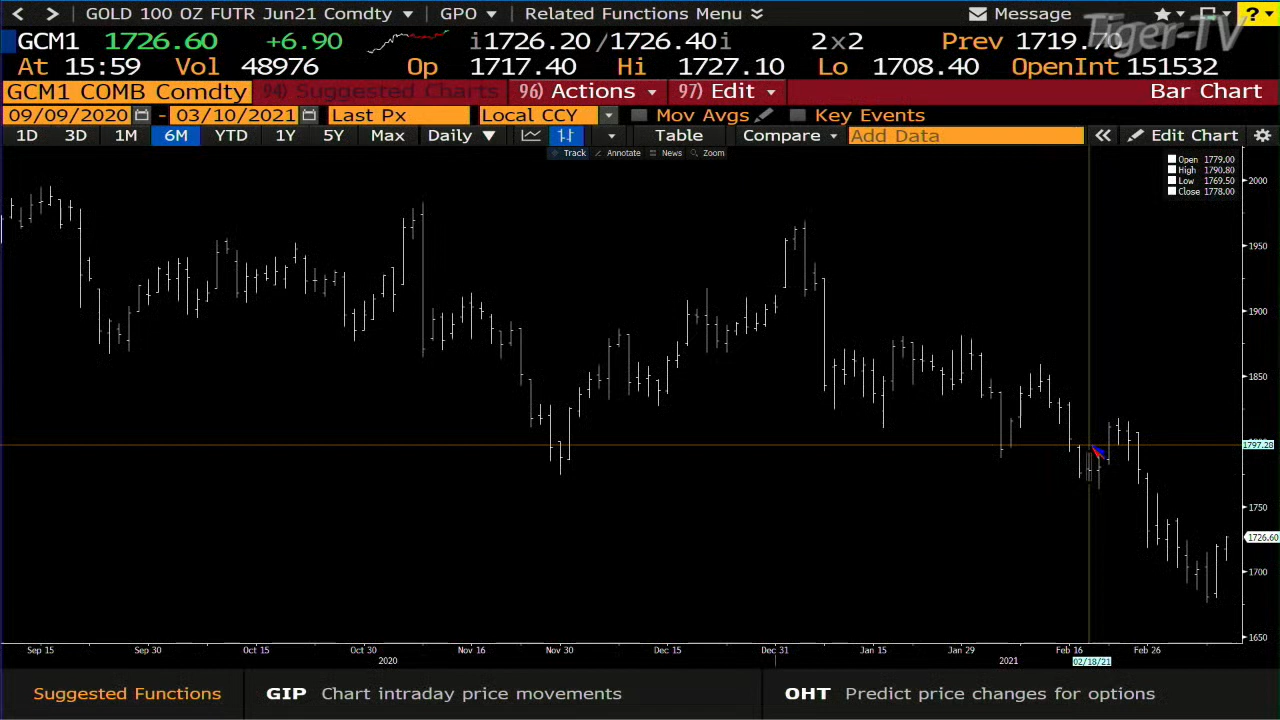 GOLD 100 OZ FUTR Jun21 Comdty GPO Related Functions Menu Message ?
Tiger-TV
GCM1 1726.60 +6.90 i1726.20 /1726.40i 2x2 Prev 1719.70
At 15:59 Vol 48976 Op 1717.40 Hi 1727.10 Lo 1708.40 OpenInt 151532
GCM1 COMB Comdty 94) Suggested Charts 96) Actions 97) Edit Bar Chart
09/09/2020 - 03/10/2021 Last Px Local CCY Mov Avgs Key Events
1D 3D 1M 6M YTD 1Y 5Y Max Daily Table Compare Add Data Edit Chart
Track Annotate News Zoom
Open 1779.00
High 1790.80
Low 1769.50
Close 1778.00
2000
1950
1900
1850
1797.28
1750
1726.60
1700
1650
Sep 15 Sep 30 Oct 15 Oct 30 Nov 16 Nov 30 Dec 15 Dec 31 Jan 15 Jan 29 Feb 16 Feb 26
2020 2021 02/18/21
Suggested Functions GIP Chart intraday price movements OHT Predict price changes for options